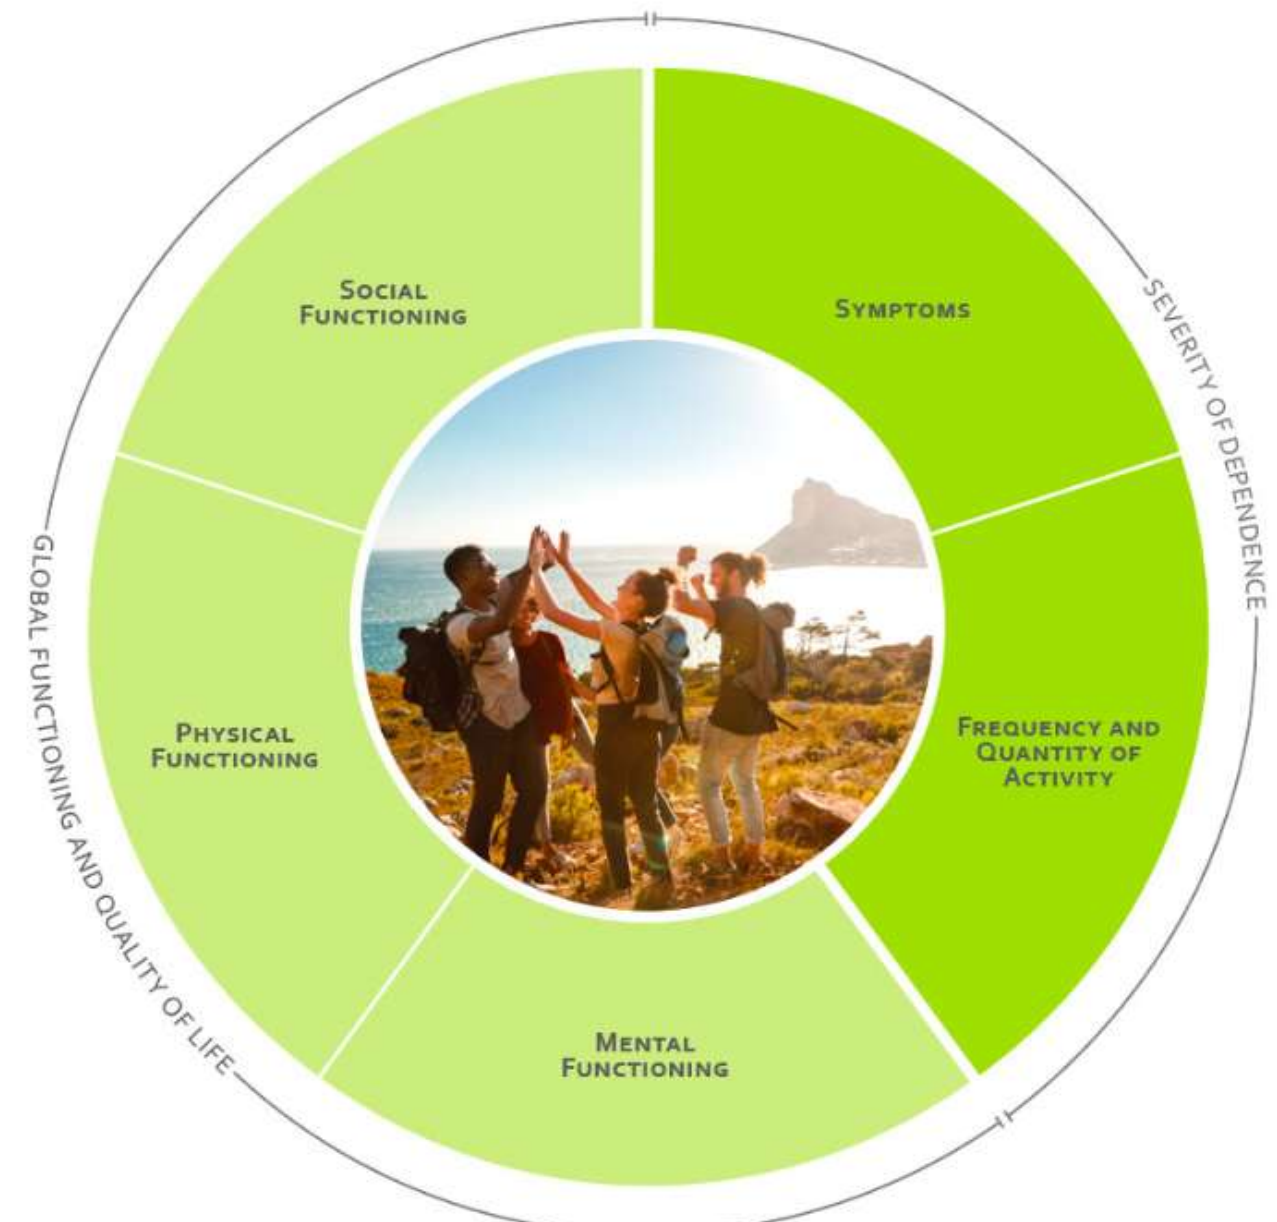 SOCIAL
FUNCTIONING
SYMPTOMS
SEVERITY OF DEPENDENCE
GLOBAL FUNCTIONING AND QUALITY OF LIFE
PHYSICAL
FUNCTIONING
FREQUENCY AND
QUANTITY OF
ACTIVITY
MENTAL
FUNCTIONING